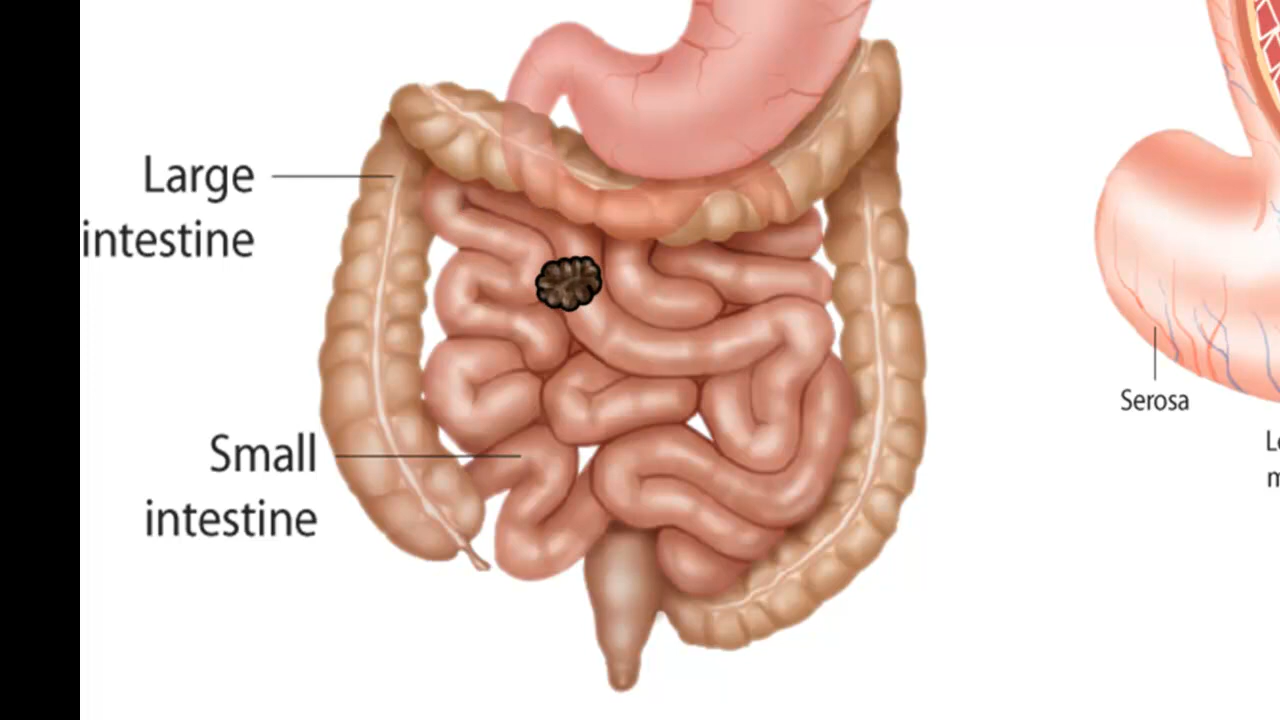 Large
intestine
Small
intestine
Serosa